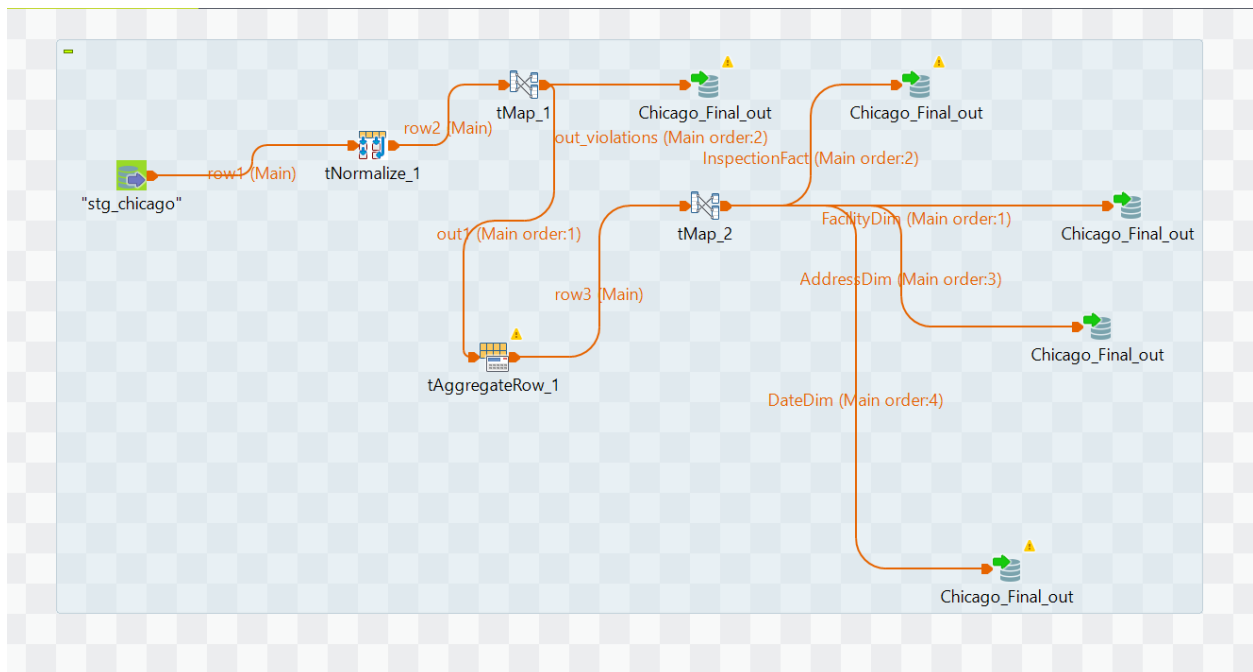 tMap_1
Chicago_Final_out
Chicago_Final_out
row2 (Main)
out_violations (Main order:2)
InspectionFact (Main order:2)
row1 (Main)
tNormalize_1
"stg_chicago"
out1 (Main order:1)
tMap_2
FacilityDim (Main order:1)
Chicago_Final_out
AddressDim (Main order:3)
row3 (Main)
Chicago_Final_out
tAggregateRow_1
DateDim (Main order:4)
Chicago_Final_out